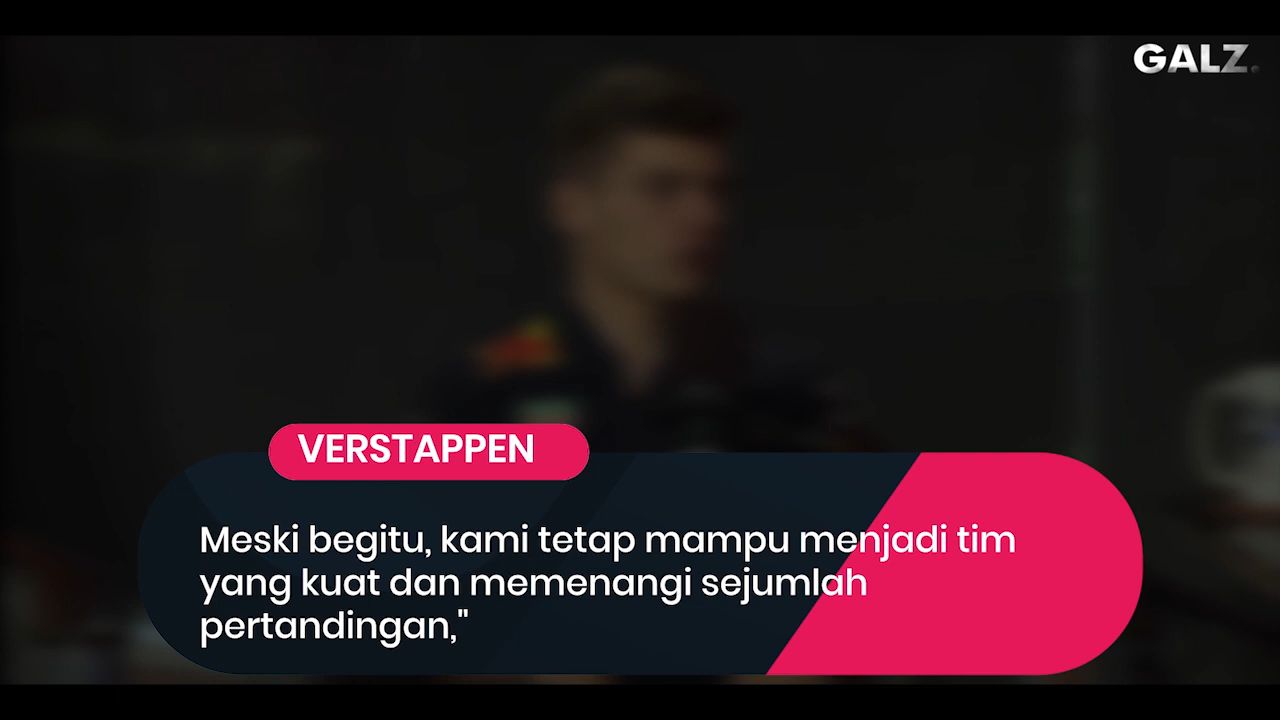 GALZ.
VERSTAPPEN
Meski begitu, kami tetap mampu menjadi tim
yang kuat dan memenangi sejumlah
pertandingan,"